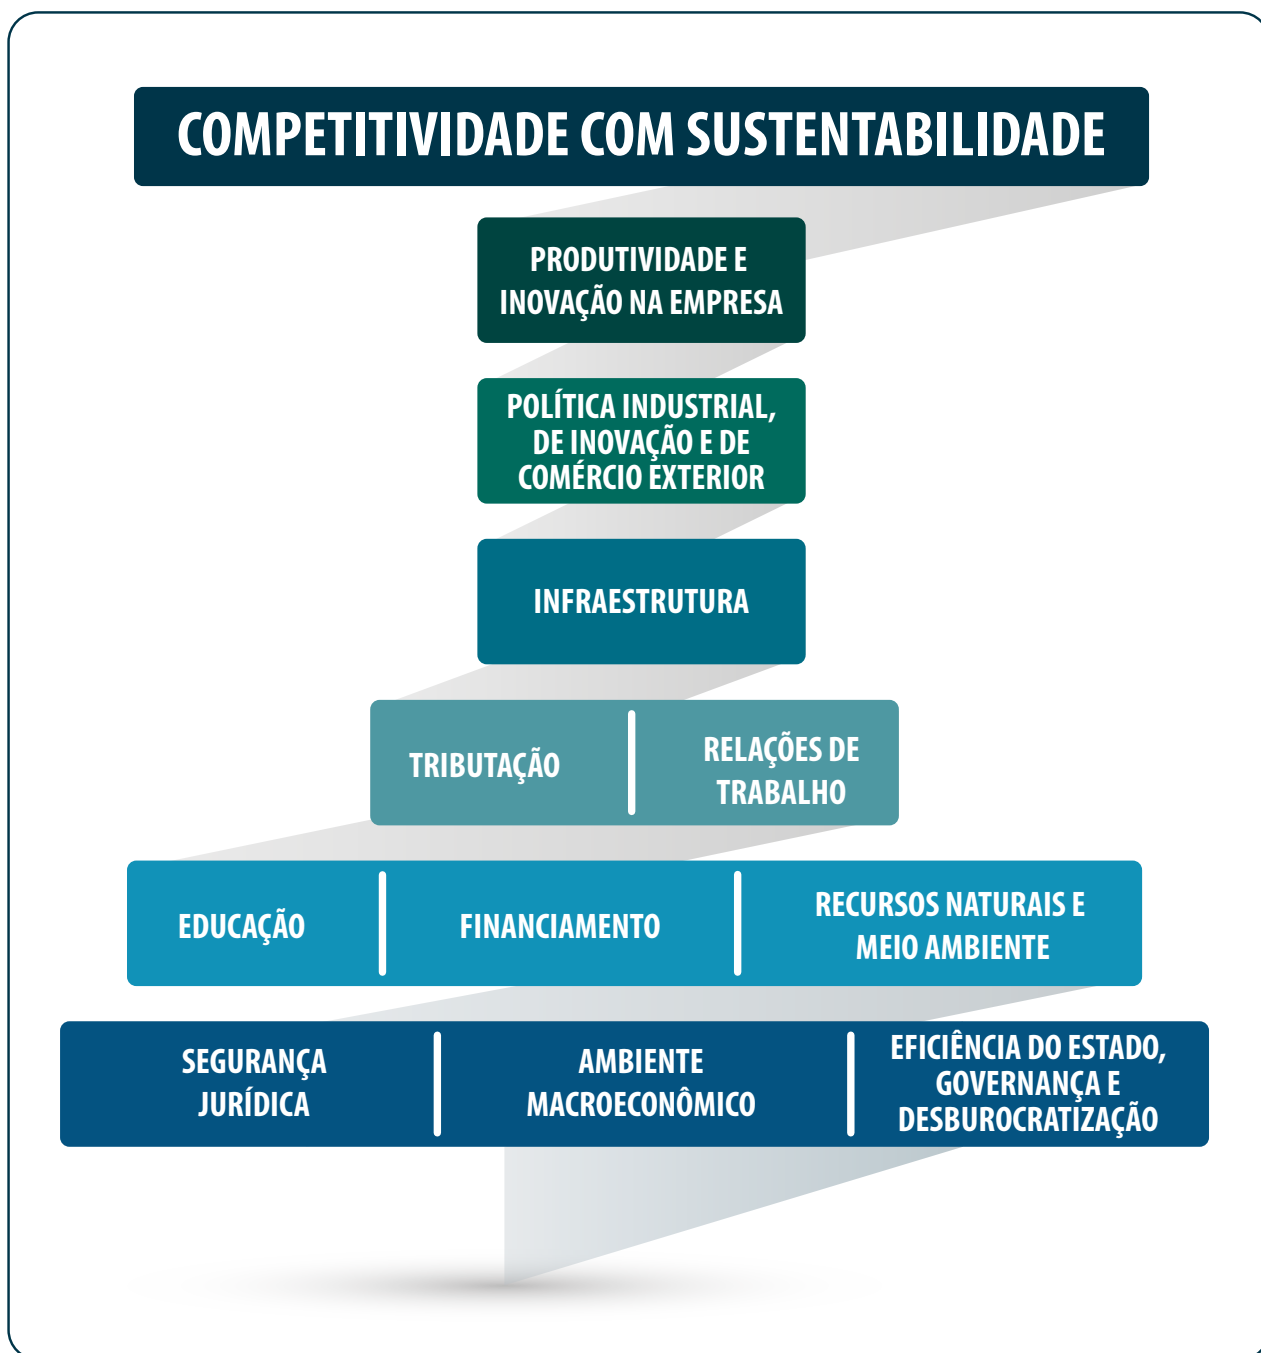 COMPETITIVIDADE COM SUSTENTABILIDADE
PRODUTIVIDADE E
INOVAÇÃO NA EMPRESA
POLÍTICA INDUSTRIAL,
DE INOVAÇÃO E DE
COMÉRCIO EXTERIOR
INFRAESTRUTURA
TRIBUTAÇÃO
RELAÇÕES DE
TRABALHO
EDUCAÇÃO
FINANCIAMENTO
RECURSOS NATURAIS E
MEIO AMBIENTE
SEGURANÇA
JURÍDICA
AMBIENTE
MACROECONÔMICO
EFICIÊNCIA DO ESTADO,
GOVERNANÇA E
DESBUROCRATIZAÇÃO